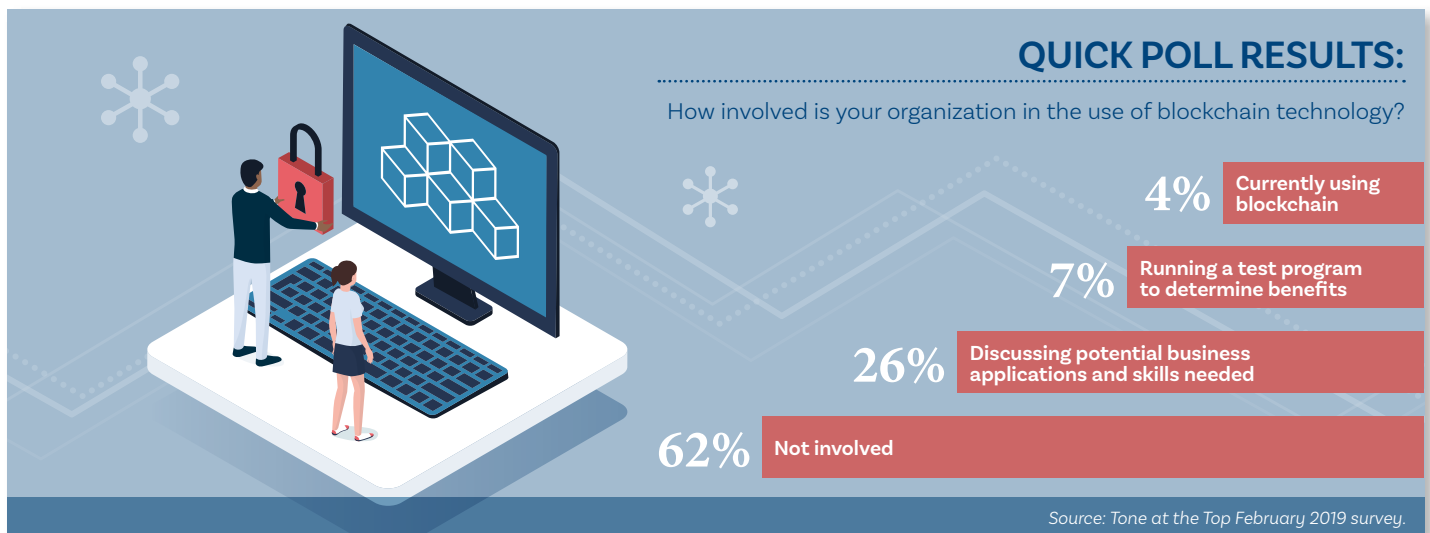 QUICK POLL RESULTS:
How involved is your organization in the use of blockchain technology?
4%
Currently using
blockchain
7%
Running a test program
to determine benefits
26%
Discussing potential business
applications and skills needed
62%
Not involved
Source: Tone at the Top February 2019 survey.